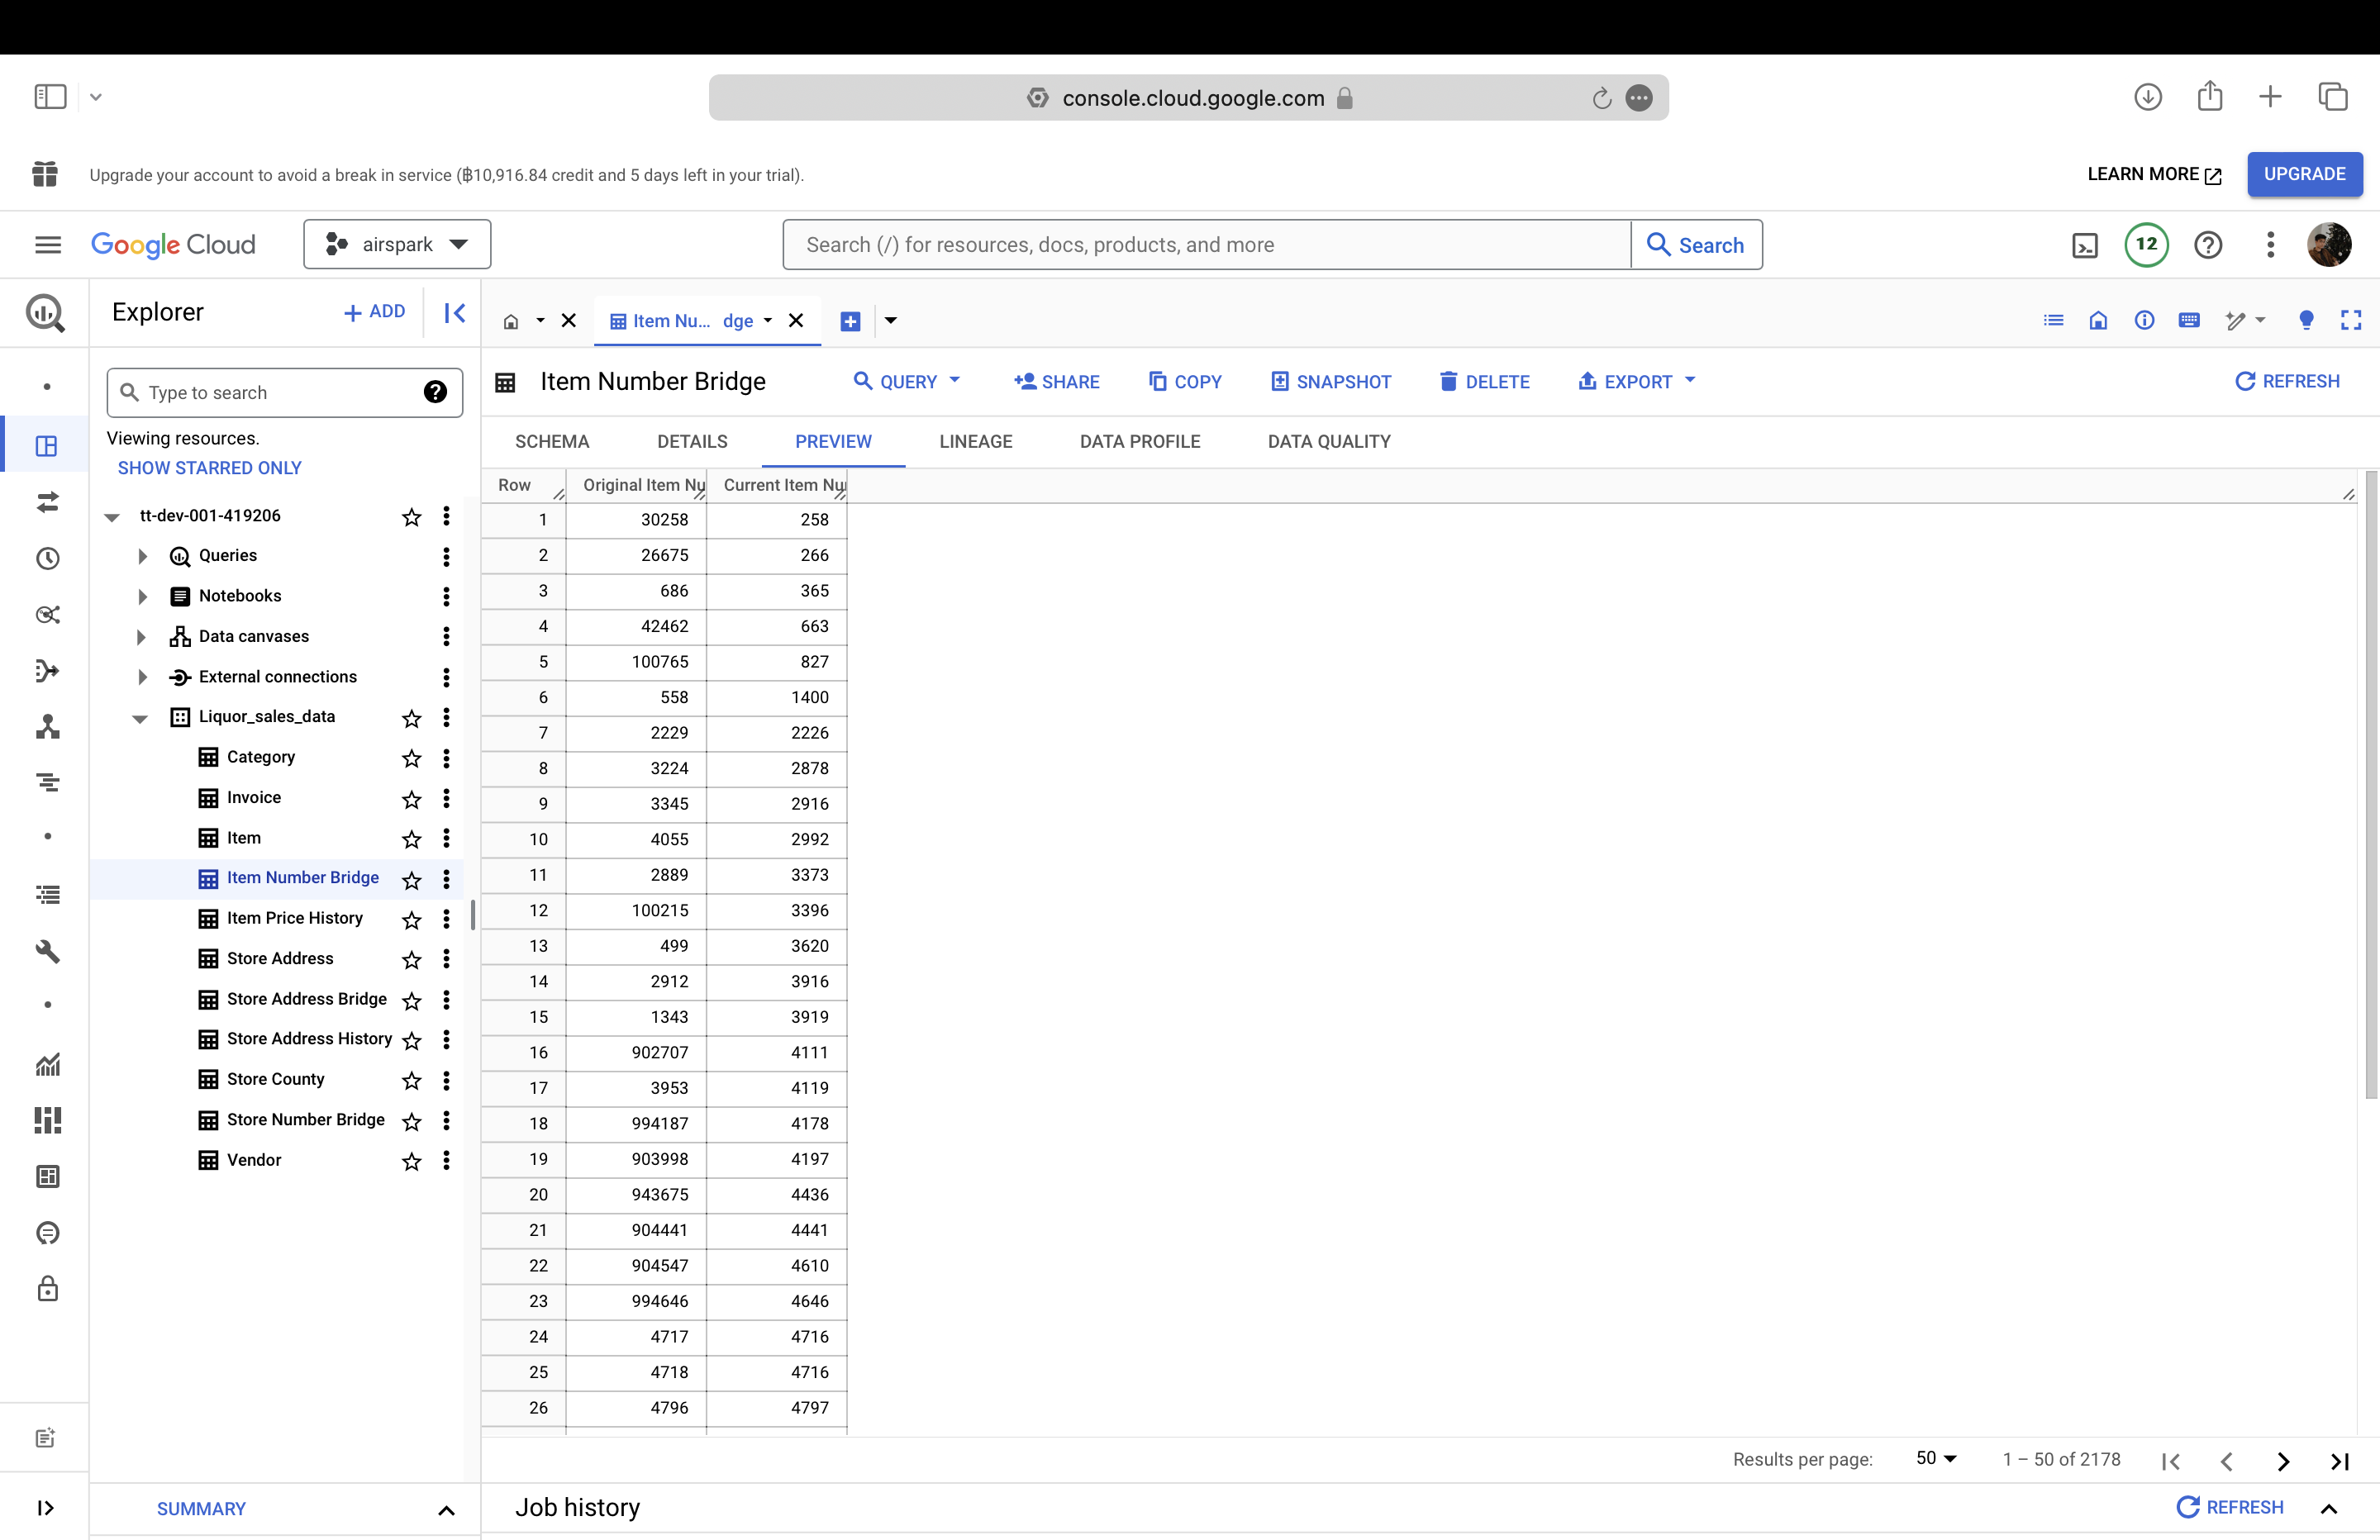 console.cloud.google.com
Upgrade your account to avoid a break in service (฿10,916.84 credit and 5 days left in your trial).
LEARN MORE
UPGRADE
Google Cloud
airspark
Search (/) for resources, docs, products, and more
Search
12
Explorer
+ ADD
Item Nu... dge
Type to search
Viewing resources.
SHOW STARRED ONLY
tt-dev-001-419206
Queries
Notebooks
Data canvases
External connections
Liquor_sales_data
Category
Invoice
Item
Item Number Bridge
Item Price History
Store Address
Store Address Bridge
Store Address History
Store County
Store Number Bridge
Vendor
SUMMARY
Item Number Bridge
QUERY
SHARE
COPY
SNAPSHOT
DELETE
EXPORT
REFRESH
SCHEMA DETAILS PREVIEW LINEAGE DATA PROFILE DATA QUALITY
Row Original Item Nu Current Item Nu
1 30258 258
2 26675 266
3 686 365
4 42462 663
5 100765 827
6 558 1400
7 2229 2226
8 3224 2878
9 3345 2916
10 4055 2992
11 2889 3373
12 100215 3396
13 499 3620
14 2912 3916
15 1343 3919
16 902707 4111
17 3953 4119
18 994187 4178
19 903998 4197
20 943675 4436
21 904441 4441
22 904547 4610
23 994646 4646
24 4717 4716
25 4718 4716
26 4796 4797
Results per page: 50 1 – 50 of 2178
Job history
REFRESH